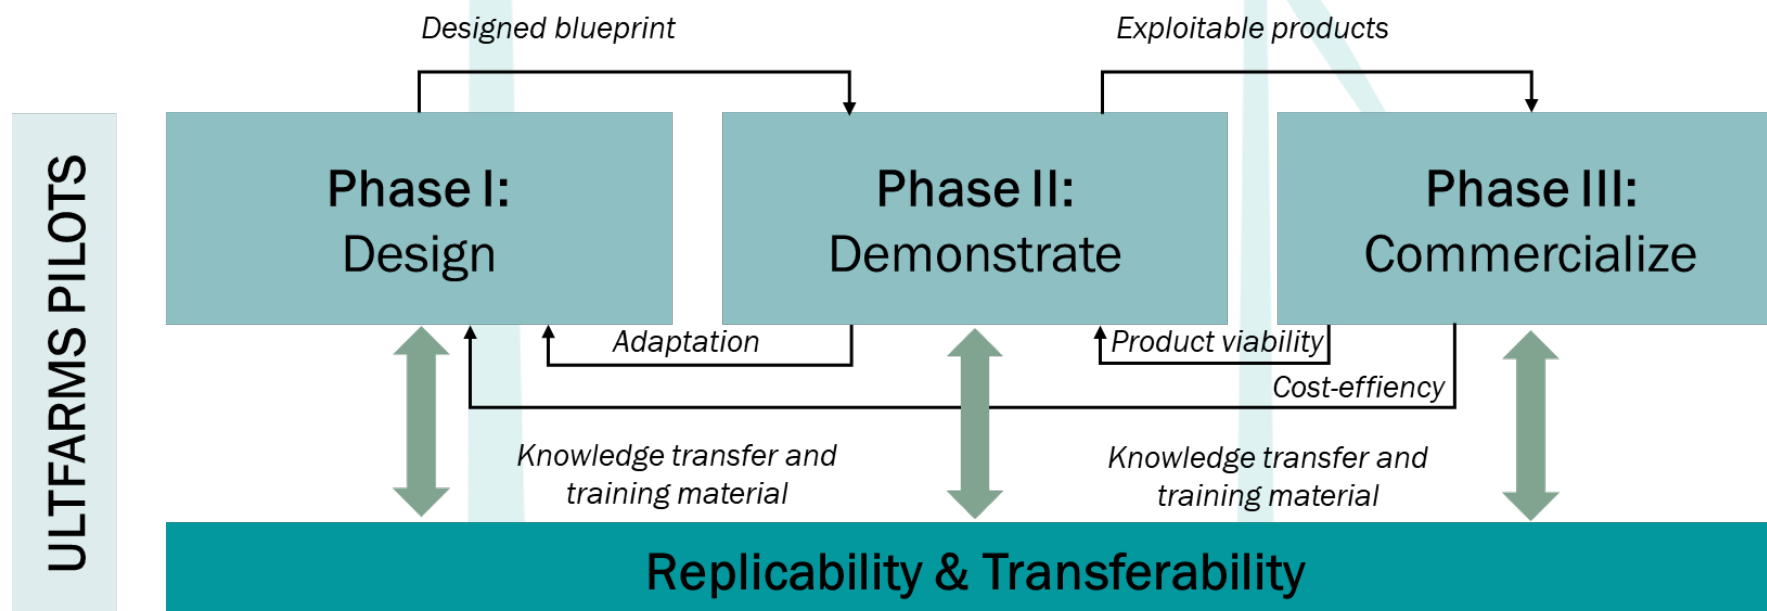 Designed blueprint
Exploitable products
ULTFARMS PILOTS
Phase I:
Design
Phase II:
Demonstrate
Phase III:
Commercialize
Adaptation
Product viability
Cost-effiency
Knowledge transfer and
training material
Knowledge transfer and
training material
Replicability & Transferability